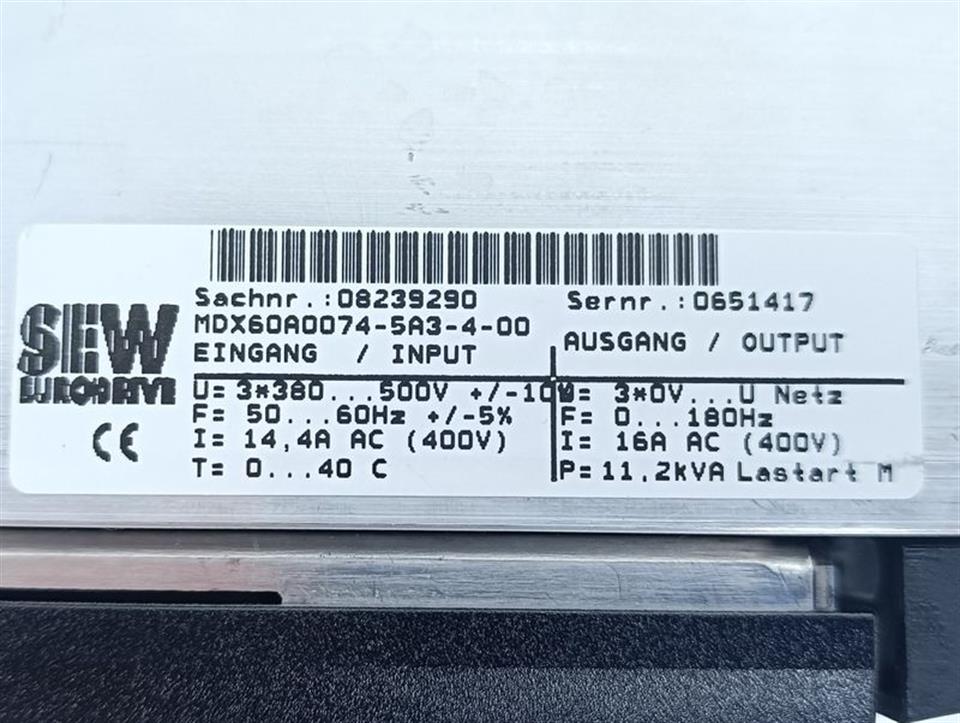 SEW
EURODRIVE
CE
Sachnr.:08239290 Sernr.:0651417
MDX60A0074-5A3-4-00
EINGANG / INPUT AUSGANG / OUTPUT
U= 3*380...500V +/-10 U= 3*0V...U Netz
F= 50...60Hz +/-5% F= 0...180Hz
I= 14,4A AC (400V) I= 16A AC (400V)
T= 0...40 C P= 11.2kVA Lastart M